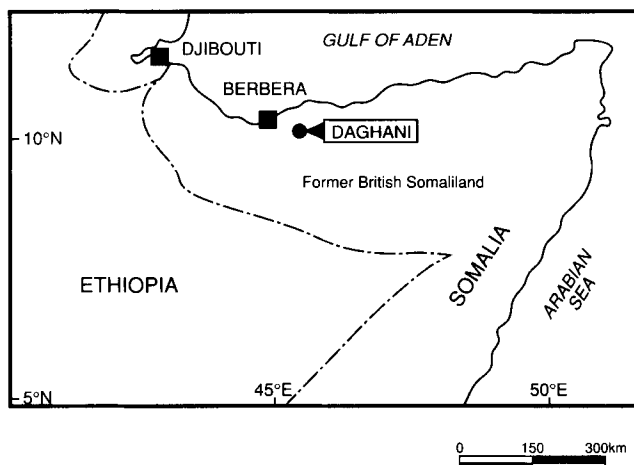 DJIBOUTI
GULF OF ADEN
BERBERA
10°N
DAGHANI
Former British Somaliland
ETHIOPIA
SOMALIA
ARABIAN
SEA
5°N
45°E
50°E
0 150 300km